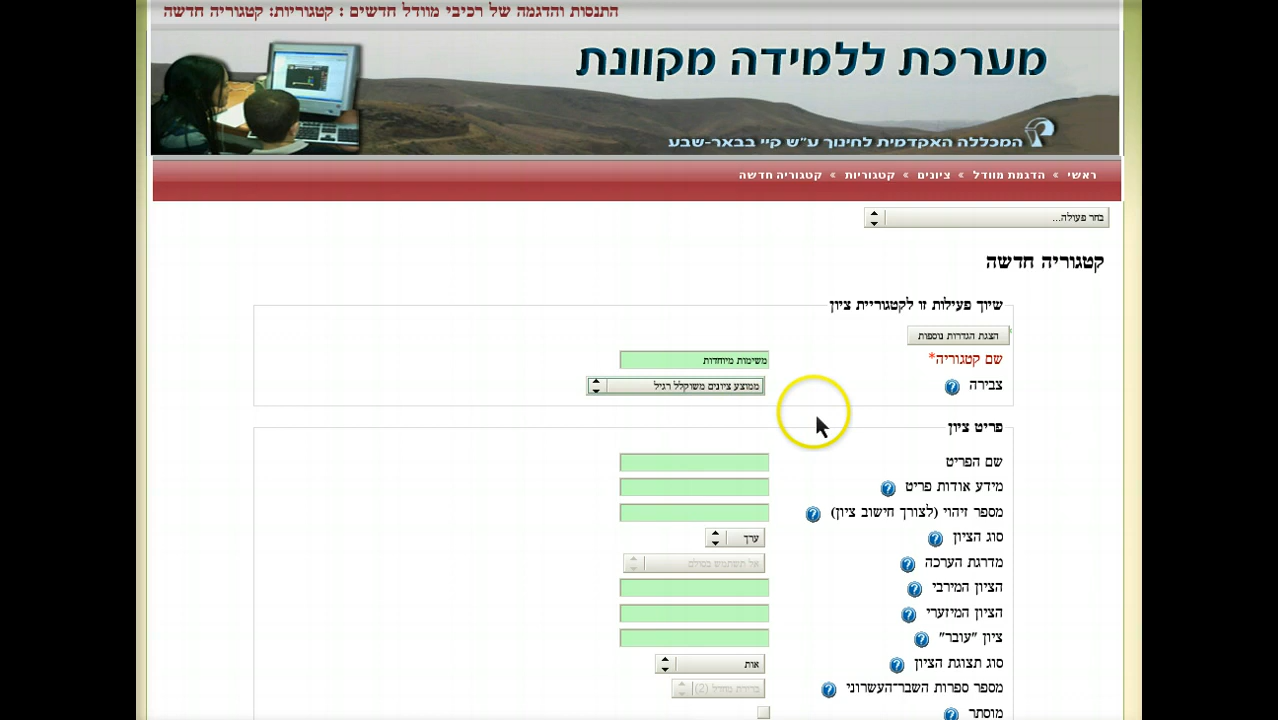 התנסות והדגמה של רכיבי מוודל חדשים : קטגוריות: קטגוריה חדשה
מערכת ללמידה מקוונת
המכללה האקדמית לחינוך ע"ש קיי בבאר-שבע
ראשי » הדגמת מוודל » ציונים » קטגוריות » קטגוריה חדשה
בחר פעולה...
קטגוריה חדשה
שיוך פעילות זו לקטגוריית ציון
הצגת הגדרות נוספות
שם קטגוריה* משימות מיוחדות
צבירה ממוצע ציונים משוקלל רגיל
פריט ציון
שם הפריט
מידע אודות פריט
מספר זיהוי (לצורך חישוב ציון)
סוג הציון ערך
מדרגת הערכה אל תשתמש בסולם
הציון המירבי
הציון המיזערי
ציון "עובר"
סוג תצוגת הציון אות
מספר ספרות השבר־העשרוני ברירת מחדל (2)
מוסתר